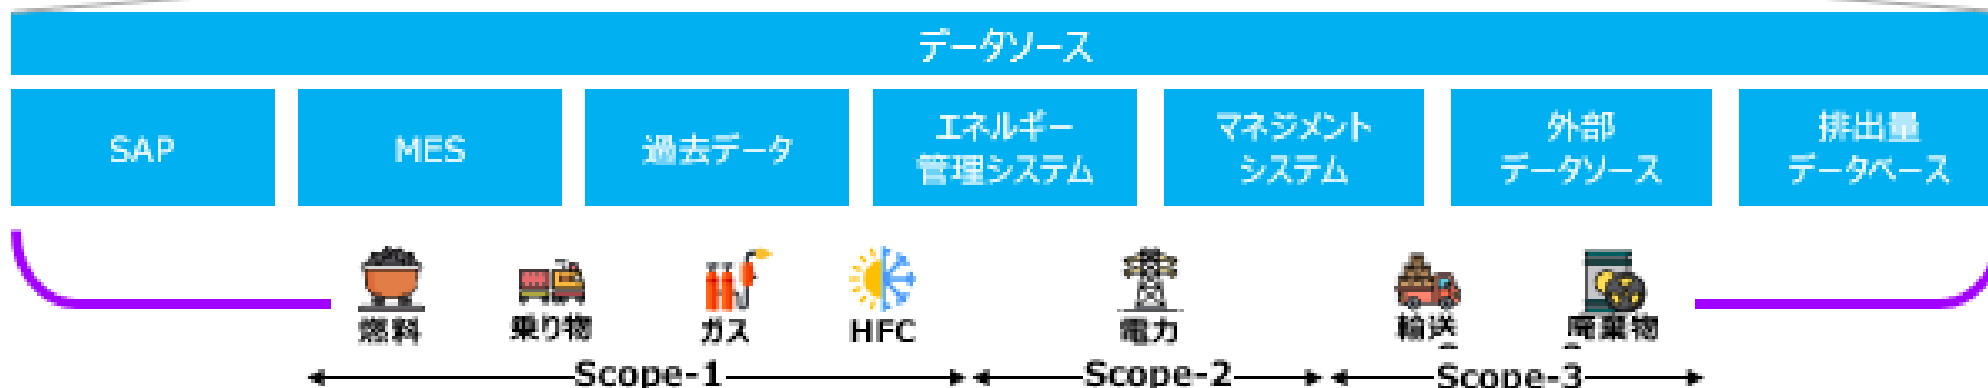 データソース
SAP
MES
過去データ
エネルギー
管理システム
マネジメント
システム
外部
データソース
排出量
データベース
燃料
乗り物
ガス
HFC
電力
輸送
廃棄物
Scope-1
Scope-2
Scope-3